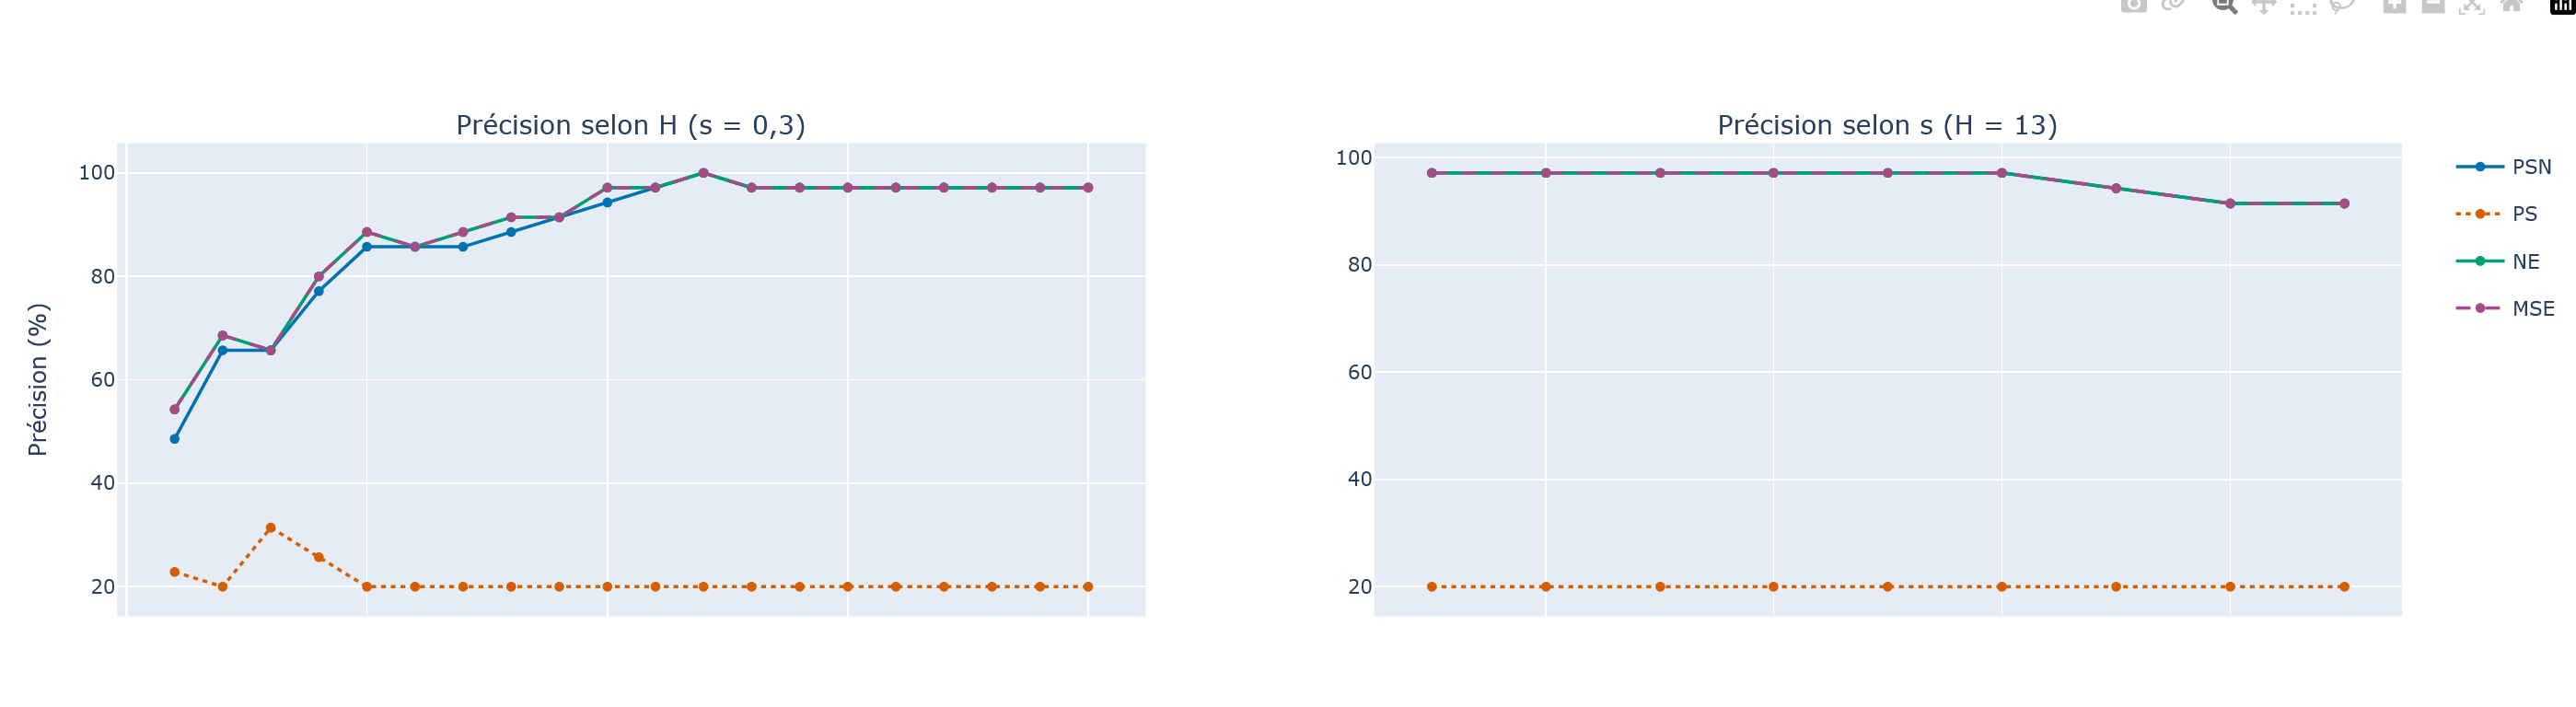 Précision selon H (s = 0,3)
Précision (%)
100
80
60
40
20
Précision selon s (H = 13)
100
80
60
40
20
PSN
PS
NE
MSE